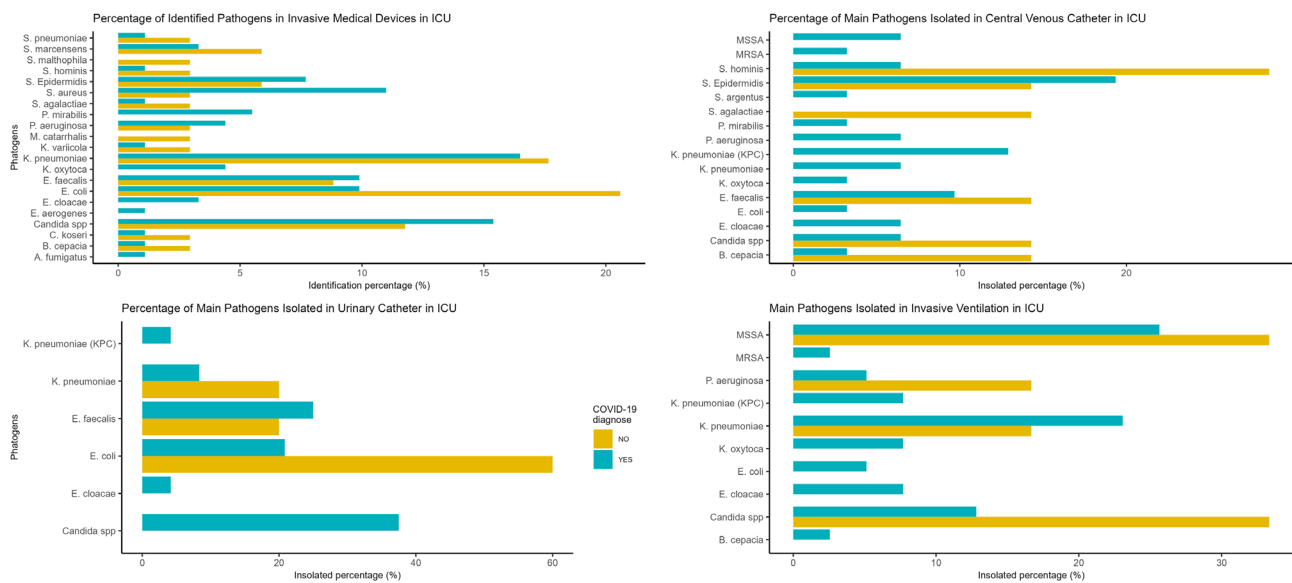 Percentage of Identified Pathogens in Invasive Medical Devices in ICU
Phatogens
S. pneumoniae
S. marcensens
S. malthophila
S. hominis
S. Epidermidis
S. aureus
S. agalactiae
P. mirabilis
P. aeruginosa
M. catarrhalis
K. variicola
K. pneumoniae
K. oxytoca
E. faecalis
E. coli
E. cloacae
E. aerogenes
Candida spp
C. koseri
B. cepacia
A. fumigatus
0 5 10 15 20
Identification percentage (%)
Percentage of Main Pathogens Isolated in Central Venous Catheter in ICU
MSSA
MRSA
S. hominis
S. Epidermidis
S. argentus
S. agalactiae
P. mirabilis
P. aeruginosa
K. pneumoniae (KPC)
K. pneumoniae
K. oxytoca
E. faecalis
E. coli
E. cloacae
Candida spp
B. cepacia
0 10 20
Insolated percentage (%)
Percentage of Main Pathogens Isolated in Urinary Catheter in ICU
Phatogens
K. pneumoniae (KPC)
K. pneumoniae
E. faecalis
E. coli
E. cloacae
Candida spp
0 20 40 60
Insolated percentage (%)
COVID-19
diagnose
NO
YES
Main Pathogens Isolated in Invasive Ventilation in ICU
MSSA
MRSA
P. aeruginosa
K. pneumoniae (KPC)
K. pneumoniae
K. oxytoca
E. coli
E. cloacae
Candida spp
B. cepacia
0 10 20 30
Insolated percentage (%)